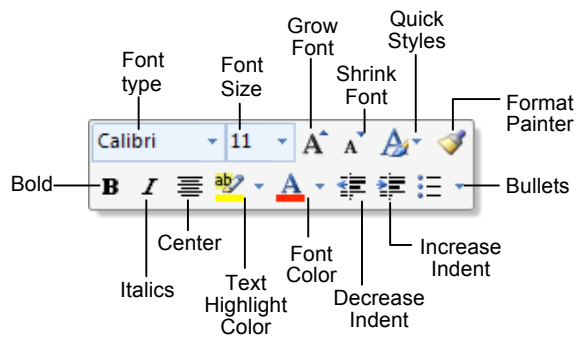 Quick
Styles
Grow
Font
Font
type
Font
Size
Shrink
Font
Format
Painter
Calibri
11
A
A
A
Bold
B
I
ab
A
Bullets
Center
Increase
Indent
Font
Color
Italics
Text
Highlight
Color
Decrease
Indent